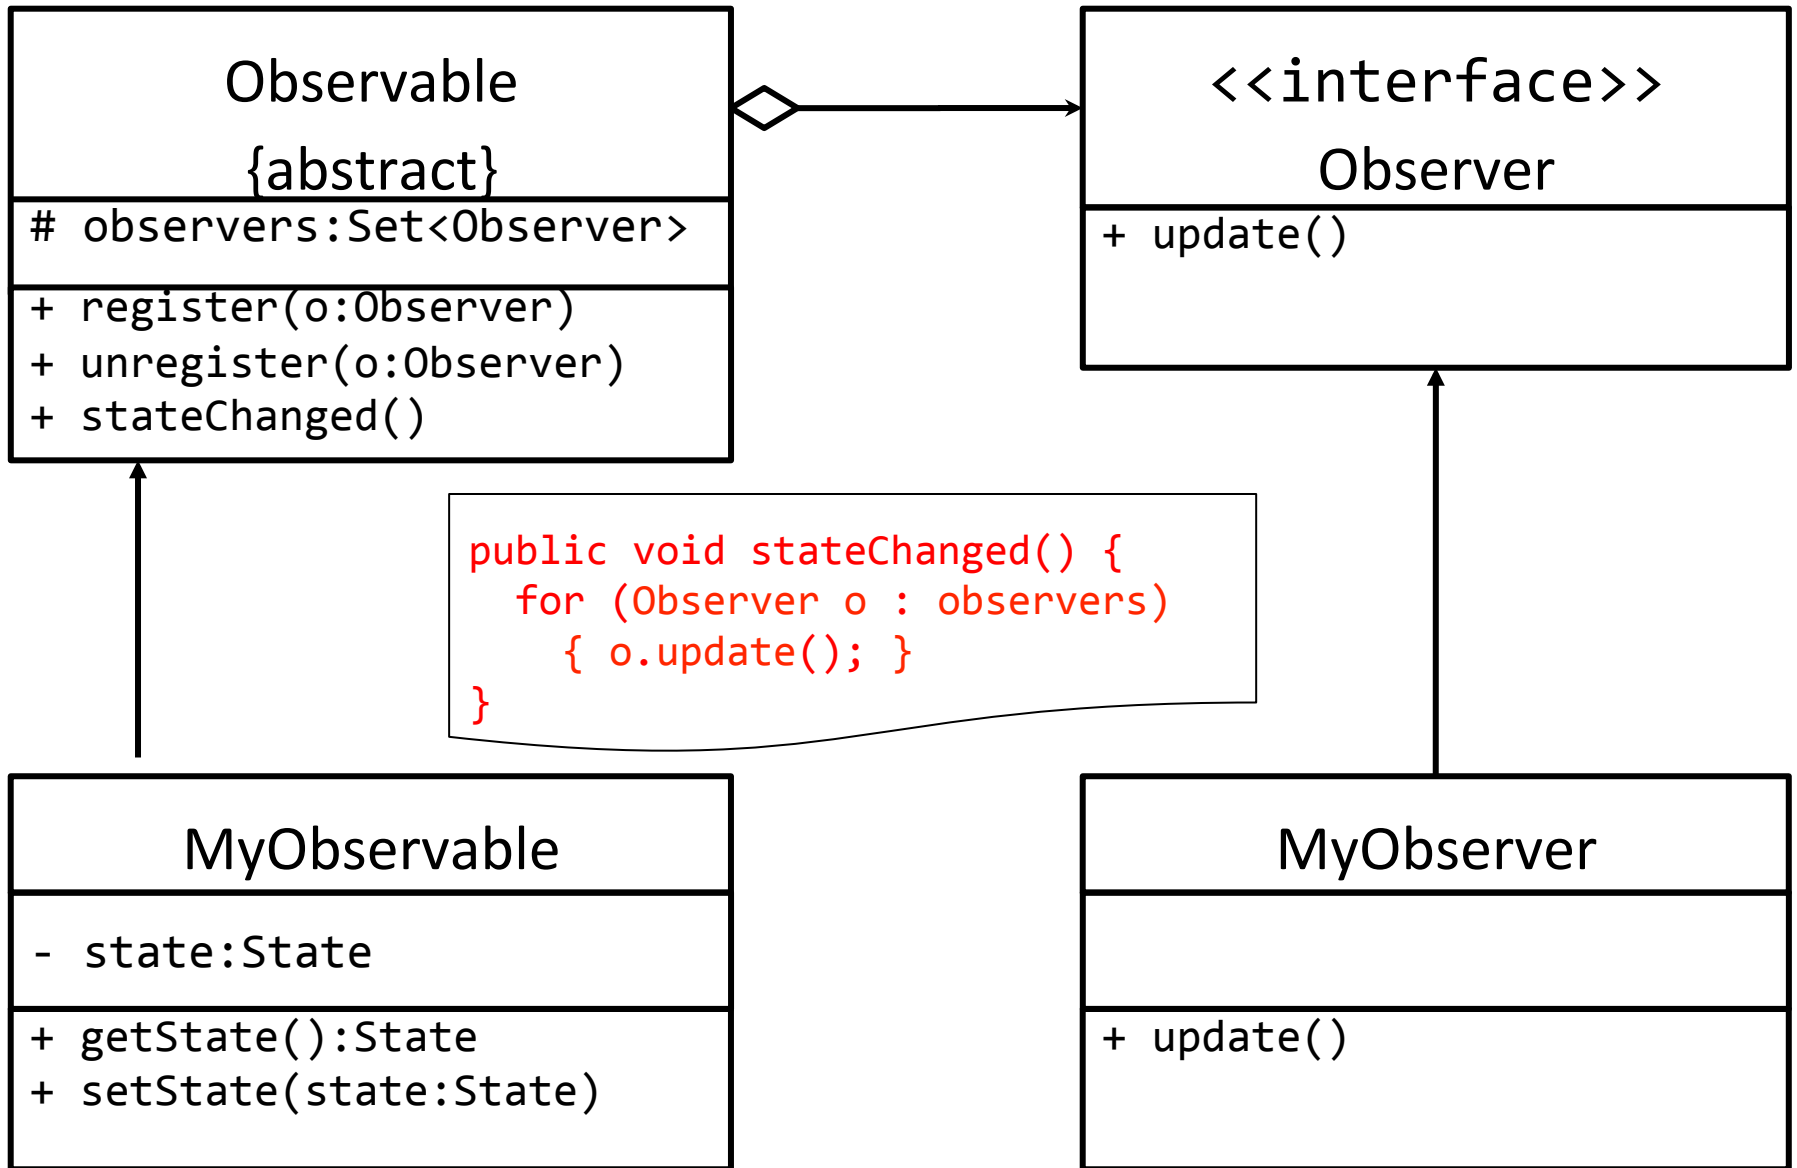 Observable
{abstract}
# observers:Set<Observer>
+ register(o:Observer)
+ unregister(o:Observer)
+ stateChanged()
<<interface>>
Observer
+ update()
public void stateChanged() {
  for (Observer o : observers)
    { o.update(); }
}
MyObservable
- state:State
+ getState():State
+ setState(state:State)
MyObserver
+ update()